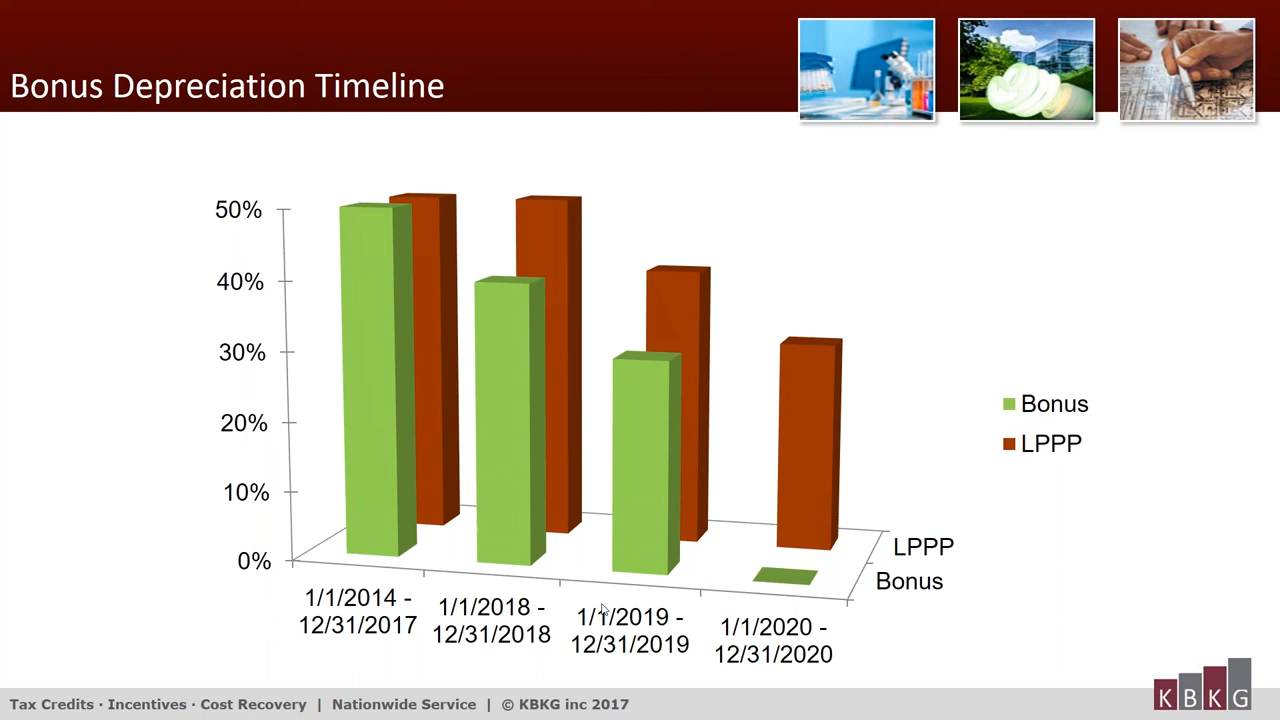 Bonus Depreciation Timeline
50%
40%
30%
20%
10%
0%
1/1/2014 -
12/31/2017
1/1/2018 -
12/31/2018
1/1/2019 -
12/31/2019
1/1/2020 -
12/31/2020
LPPP
Bonus
Bonus
LPPP
Tax Credits · Incentives · Cost Recovery | Nationwide Service | © KBKG inc 2017
KBKG